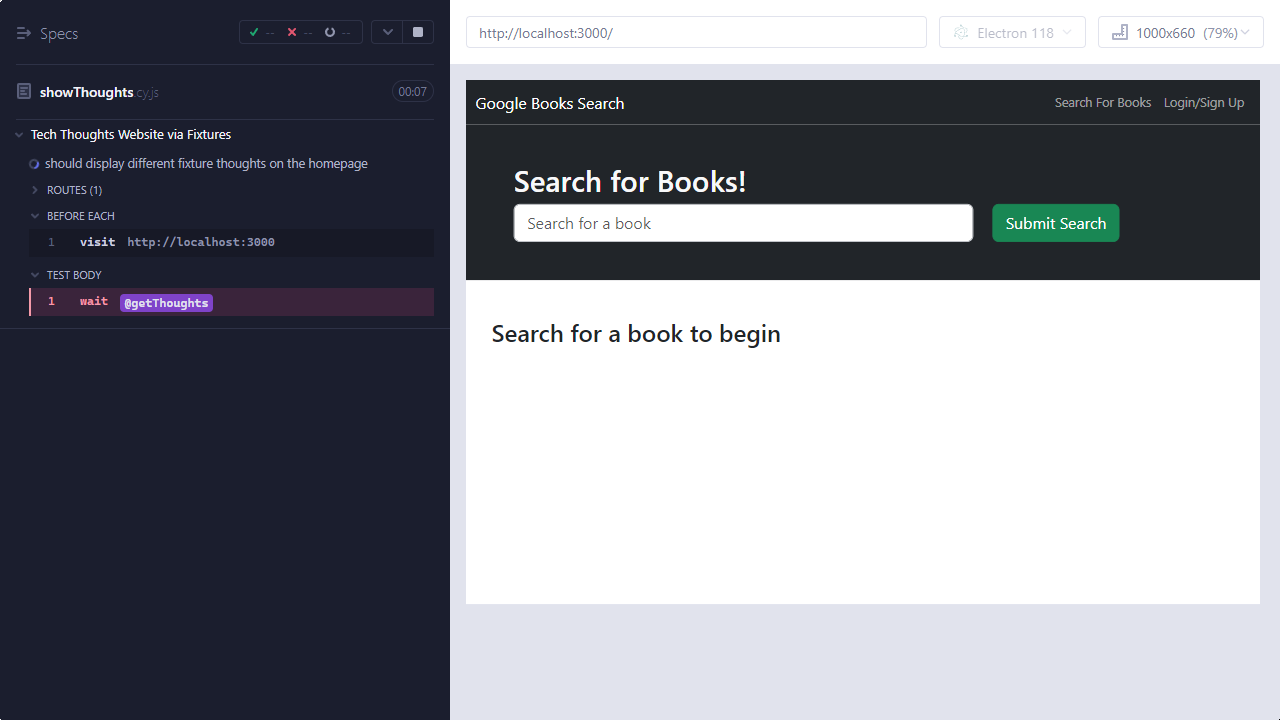 Specs
-- -- --
showThoughts.cy.js 00:07
Tech Thoughts Website via Fixtures
should display different fixture thoughts on the homepage
ROUTES (1)
BEFORE EACH
1 visit http://localhost:3000
TEST BODY
1 wait @getThoughts
http://localhost:3000/
Electron 118
1000x660 (79%)
Google Books Search
Search For Books
Login/Sign Up
Search for Books!
Search for a book
Submit Search
Search for a book to begin